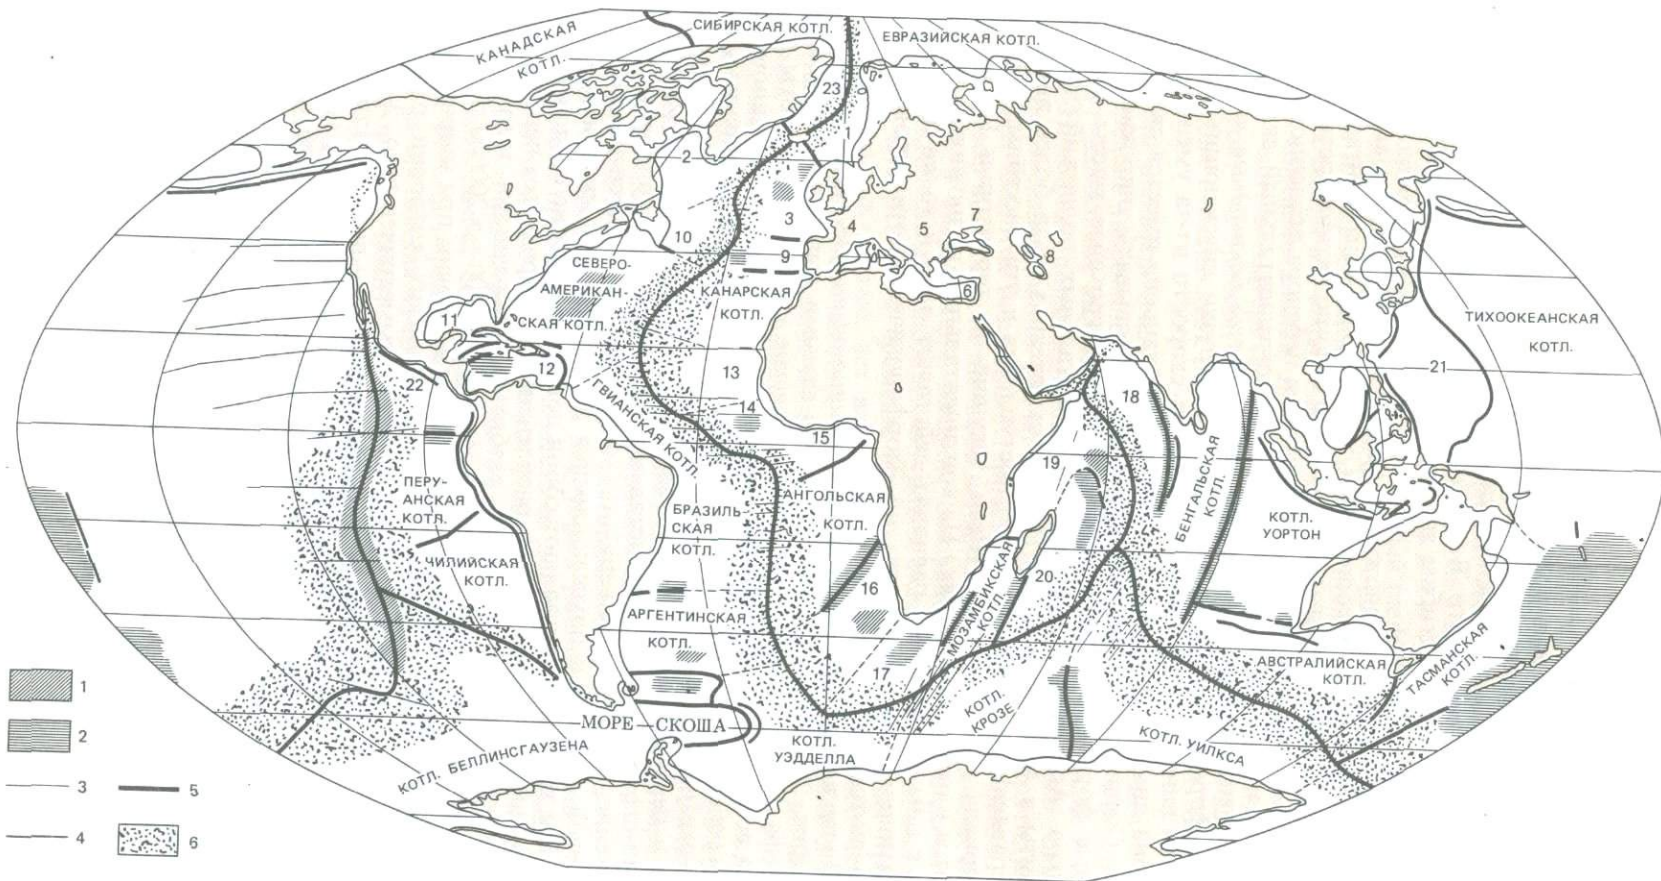 КАНАДСКАЯ
КОТЛ.
СИБИРСКАЯ КОТЛ.
ЕВРАЗИЙСКАЯ КОТЛ.
23
1
2
3
4
5
7
8
10
9
6
СЕВЕРО-
АМЕРИКАН-
СКАЯ КОТЛ.
КАНАРСКАЯ
КОТЛ.
11
12
13
14
15
22
21
18
19
ТИХООКЕАНСКАЯ
КОТЛ.
ГВИАНСКАЯ КОТЛ.
ПЕРУ-
АНСКАЯ
КОТЛ.
ЧИЛИЙСКАЯ
КОТЛ.
БРАЗИЛЬ
СКАЯ
КОТЛ.
АНГОЛЬСКАЯ
КОТЛ.
БЕНГАЛЬСКАЯ
КОТЛ.
КОТЛ.
УОРТОН
16
20
17
АРГЕНТИНСКАЯ
КОТЛ.
МОЗАМБИКСКАЯ
КОТЛ.
АВСТРАЛИЙСКАЯ
КОТЛ.
ТАСМАНСКАЯ
КОТЛ.
МОРЕ СКОША
КОТЛ.
КРОЗЕ
КОТЛ. УИЛКСА
КОТЛ.
УЭДДЕЛЛА
КОТЛ. БЕЛЛИНСГАУЗЕНА
1
2
3
5
4
6